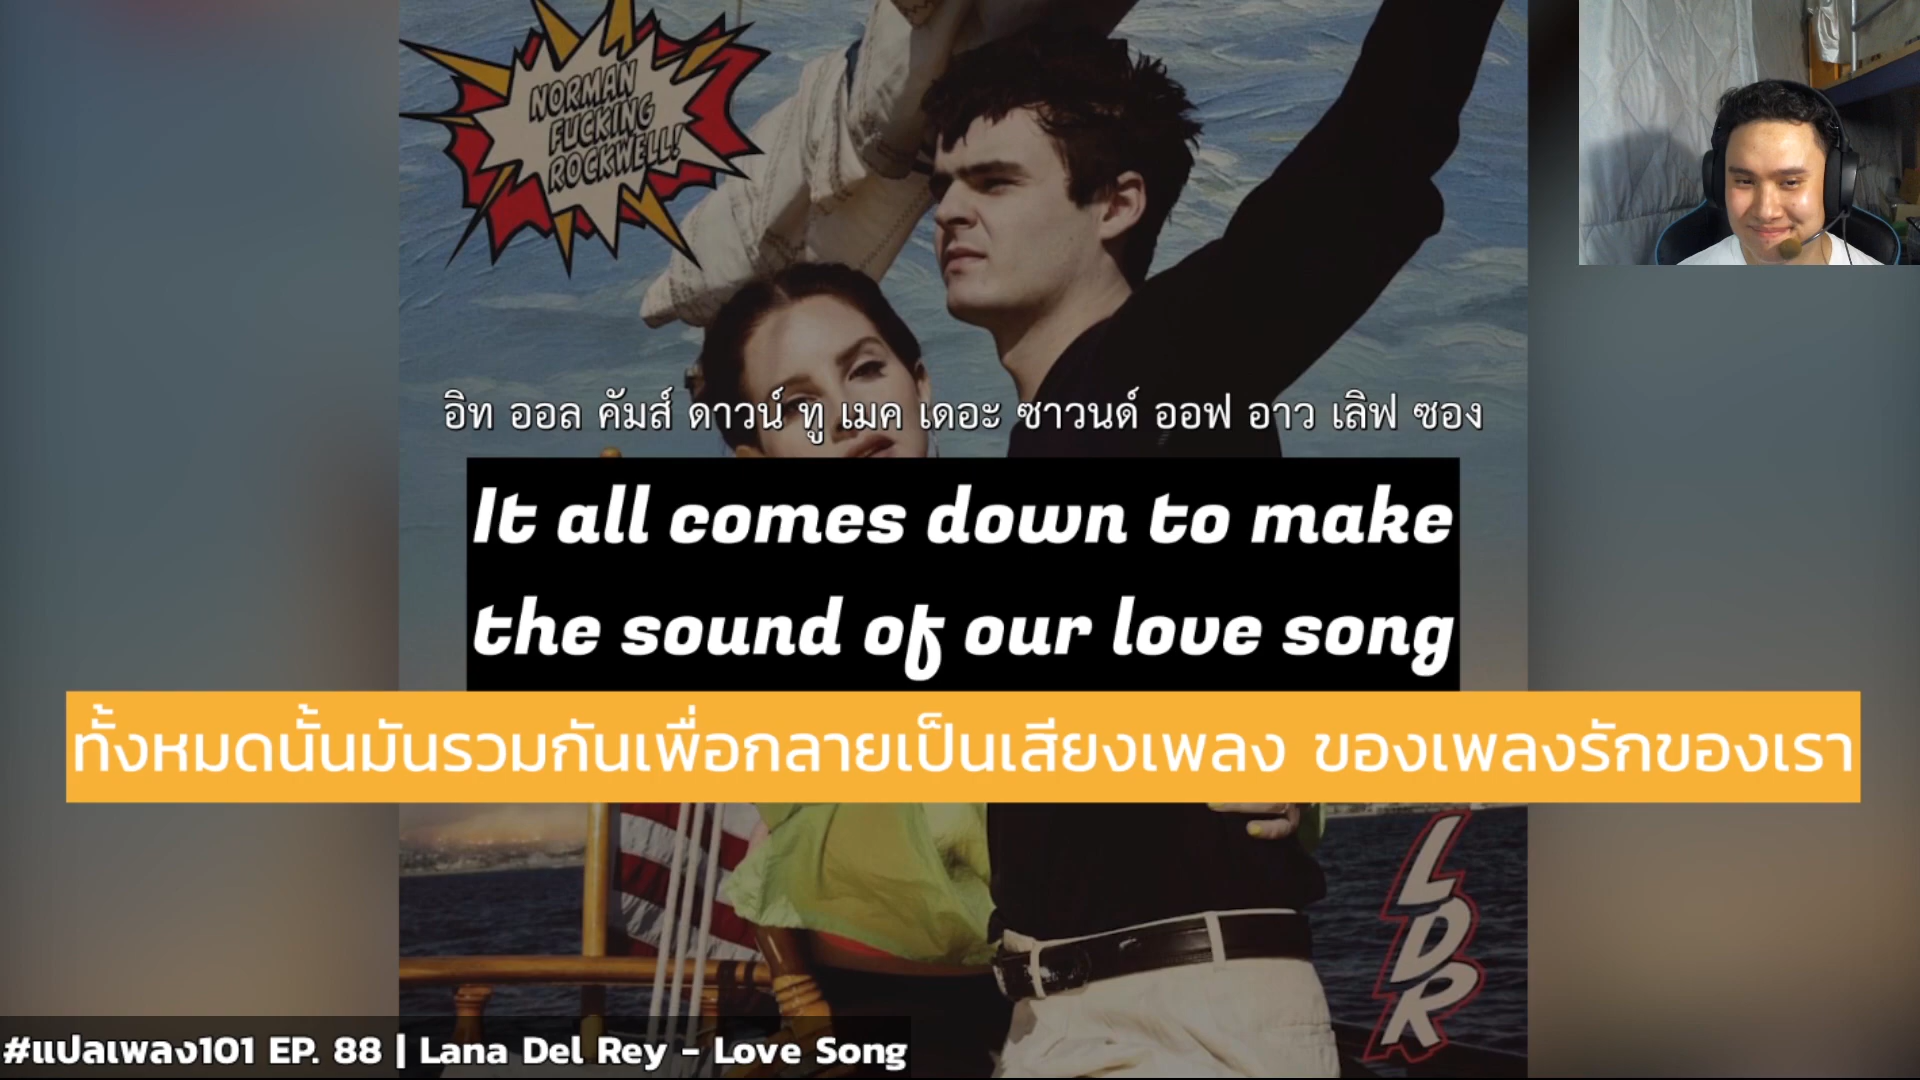 NORMAN
FUCKING
ROCKWELL!
อิท ออล คัมส์ ดาวน์ ทู เมค เดอะ ซาวนด์ ออฟ อาว เลิฟ ซอง
It all comes down to make
the sound of our love song
ทั้งหมดนั้นมันรวมกันเพื่อกลายเป็นเสียงเพลง ของเพลงรักของเรา
LDR
#แปลเพลง101 EP. 88 | Lana Del Rey - Love Song